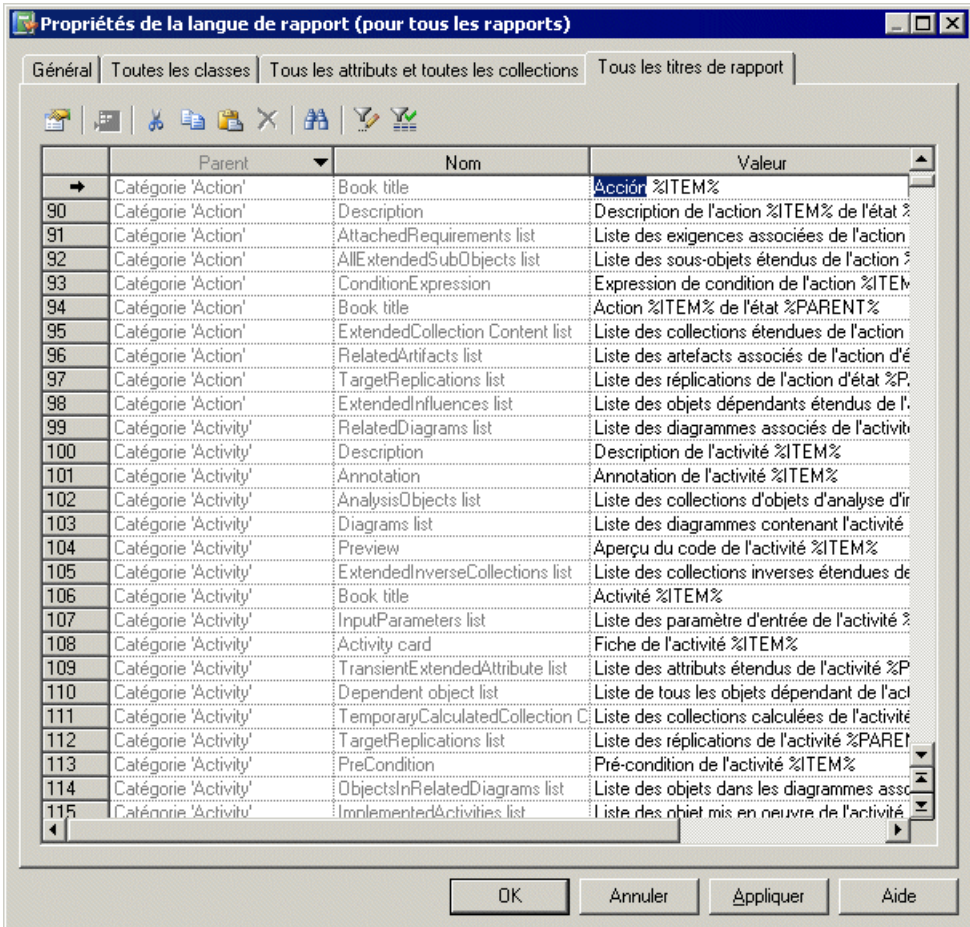 Propriétés de la langue de rapport (pour tous les rapports)
Général Toutes les classes Tous les attributs et toutes les collections Tous les titres de rapport
Parent Nom Valeur
Catégorie 'Action' Book title Acción %ITEM%
90 Catégorie 'Action' Description Description de l'action %ITEM% de l'état %
91 Catégorie 'Action' AttachedRequirements list Liste des exigences associées de l'action
92 Catégorie 'Action' AllExtendedSubObjects list Liste des sous-objets étendus de l'action %
93 Catégorie 'Action' ConditionExpression Expression de condition de l'action %ITEM
94 Catégorie 'Action' Book title Action %ITEM% de l'état %PARENT%
95 Catégorie 'Action' ExtendedCollection Content list Liste des collections étendues de l'action
96 Catégorie 'Action' RelatedArtifacts list Liste des artefacts associés de l'action d'é
97 Catégorie 'Action' TargetReplications list Liste des réplications de l'action d'état %P
98 Catégorie 'Action' ExtendedInfluences list Liste des objets dépendants étendus de l'
99 Catégorie 'Activity' RelatedDiagrams list Liste des diagrammes associés de l'activit
100 Catégorie 'Activity' Description Description de l'activité %ITEM%
101 Catégorie 'Activity' Annotation Annotation de l'activité %ITEM%
102 Catégorie 'Activity' AnalysisObjects list Liste des collections d'objets d'analyse d'i
103 Catégorie 'Activity' Diagrams list Liste des diagrammes contenant l'activité
104 Catégorie 'Activity' Preview Aperçu du code de l'activité %ITEM%
105 Catégorie 'Activity' ExtendedInverseCollections list Liste des collections inverses étendues de
106 Catégorie 'Activity' Book title Activité %ITEM%
107 Catégorie 'Activity' InputParameters list Liste des paramètre d'entrée de l'activité %
108 Catégorie 'Activity' Activity card Fiche de l'activité %ITEM%
109 Catégorie 'Activity' TransientExtendedAttribute list Liste des attributs étendus de l'activité %P
110 Catégorie 'Activity' Dependent object list Liste de tous les objets dépendant de l'act
111 Catégorie 'Activity' TemporaryCalculatedCollection C Liste des collections calculées de l'activité
112 Catégorie 'Activity' TargetReplications list Liste des réplications de l'activité %PAREN
113 Catégorie 'Activity' PreCondition Pré-condition de l'activité %ITEM%
114 Catégorie 'Activity' ObjectsInRelatedDiagrams list Liste des objets dans les diagrammes asso
115 Catégorie 'Activity' ImplementedActivities list Liste des objet mis en oeuvre de l'activité
OK Annuler Appliquer Aide